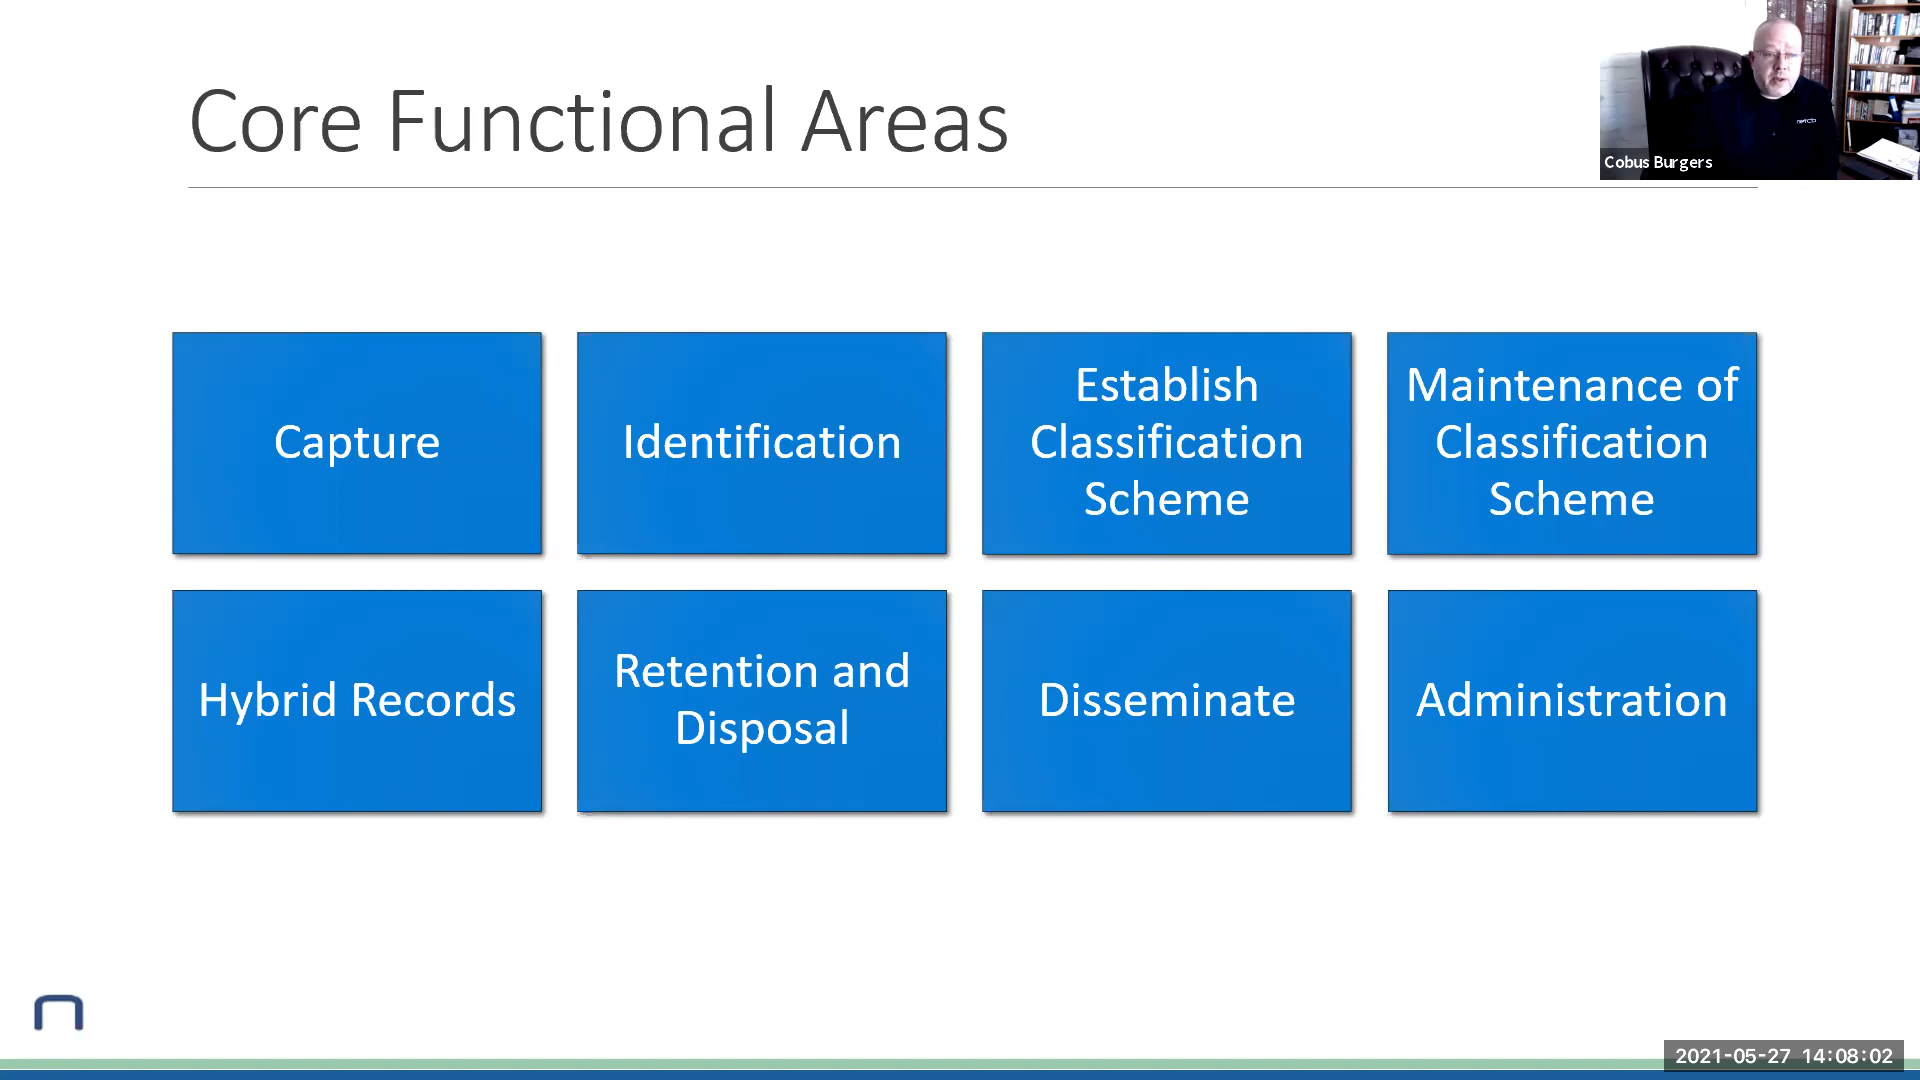 Core Functional Areas
Cobus Burgers
Capture
Identification
Establish
Classification
Scheme
Maintenance of
Classification
Scheme
Hybrid Records
Retention and
Disposal
Disseminate
Administration
2021-05-27 14:08:02